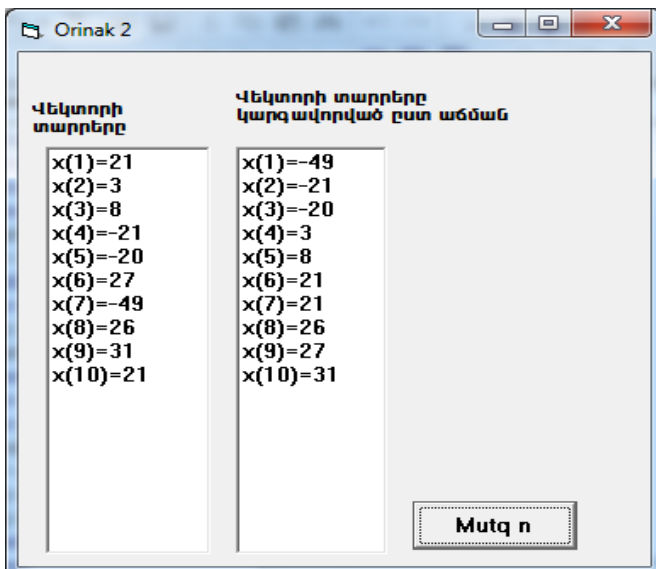 Orinak 2
Վեկտորի
տարրերը
Վեկտորի տարրերը
կարգավորված ըստ աճման
x(1)=21
x(2)=3
x(3)=8
x(4)=-21
x(5)=-20
x(6)=27
x(7)=-49
x(8)=26
x(9)=31
x(10)=21
x(1)=-49
x(2)=-21
x(3)=-20
x(4)=3
x(5)=8
x(6)=21
x(7)=21
x(8)=26
x(9)=27
x(10)=31
Mutq n